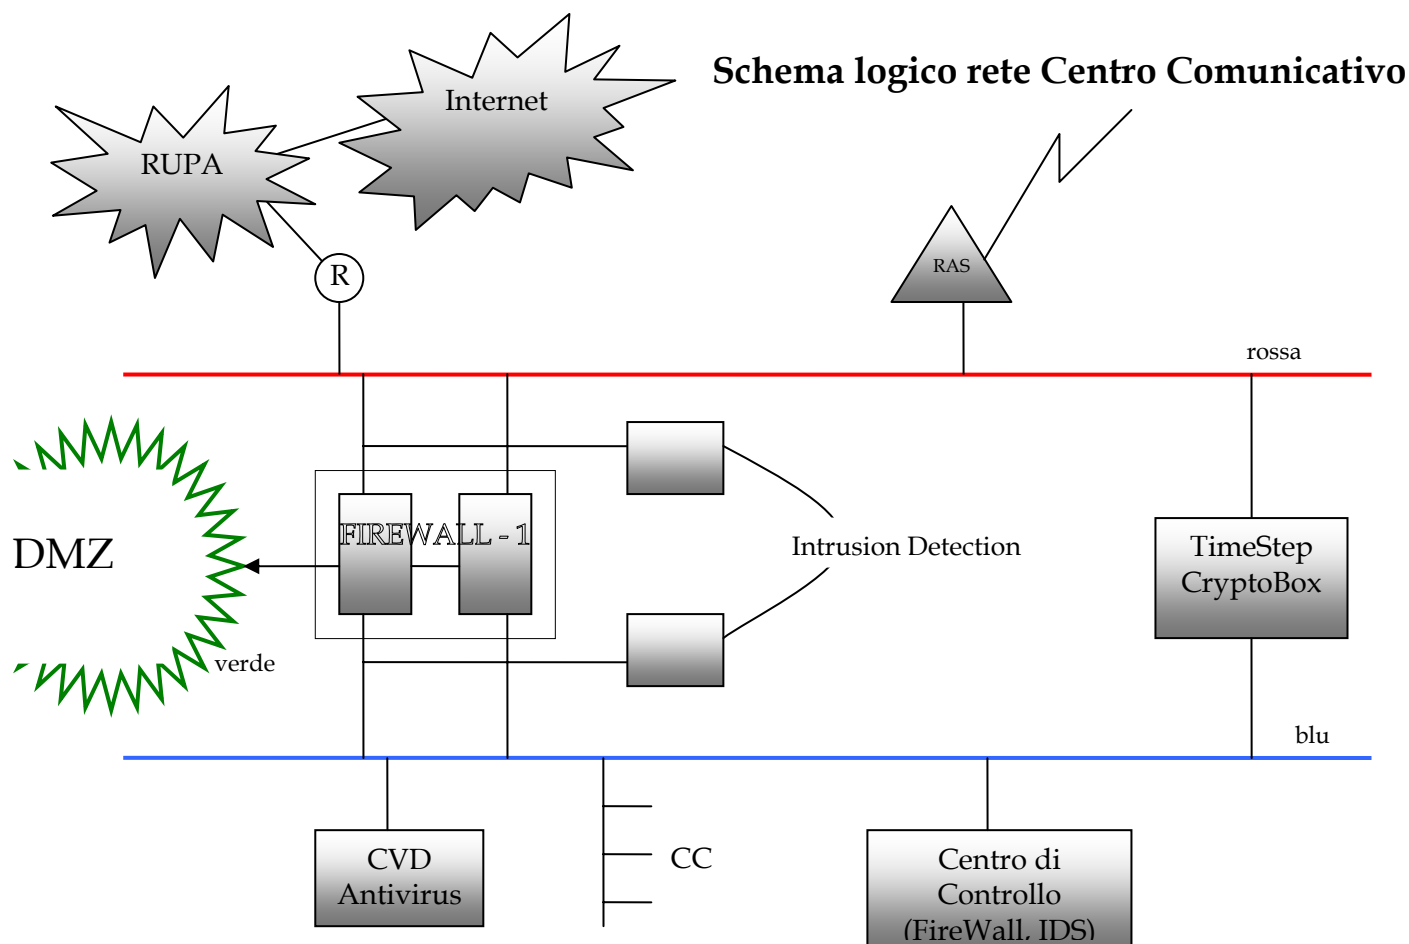 Schema logico rete Centro Comunicativo
Internet
RUPA
R
RAS
rossa
FIREWALL - 1
DMZ
Intrusion Detection
TimeStep
CryptoBox
verde
blu
CVD
Antivirus
CC
Centro di
Controllo
(FireWall, IDS)